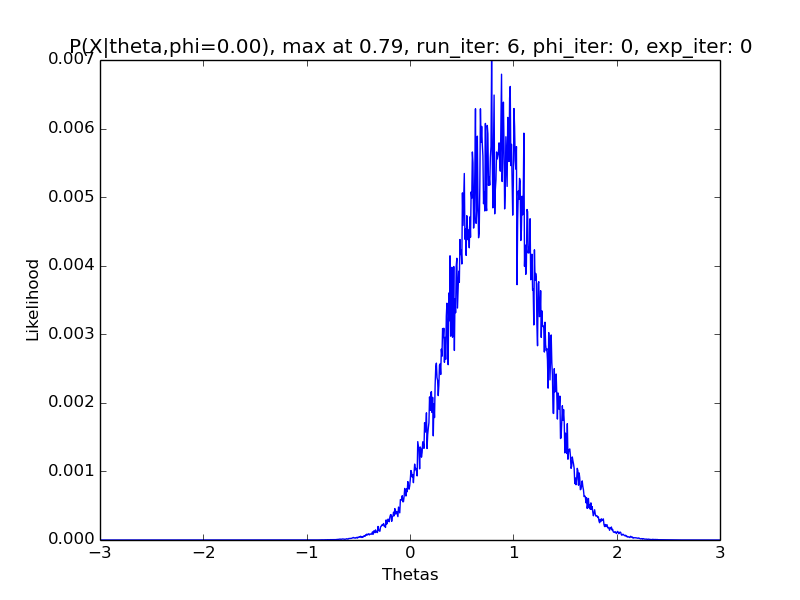 P(X|theta,phi=0.00), max at 0.79, run_iter: 6, phi_iter: 0, exp_iter: 0
0.007
0.006
0.005
0.004
0.003
0.002
0.001
0.000
Likelihood
−3 −2 −1 0 1 2 3
Thetas